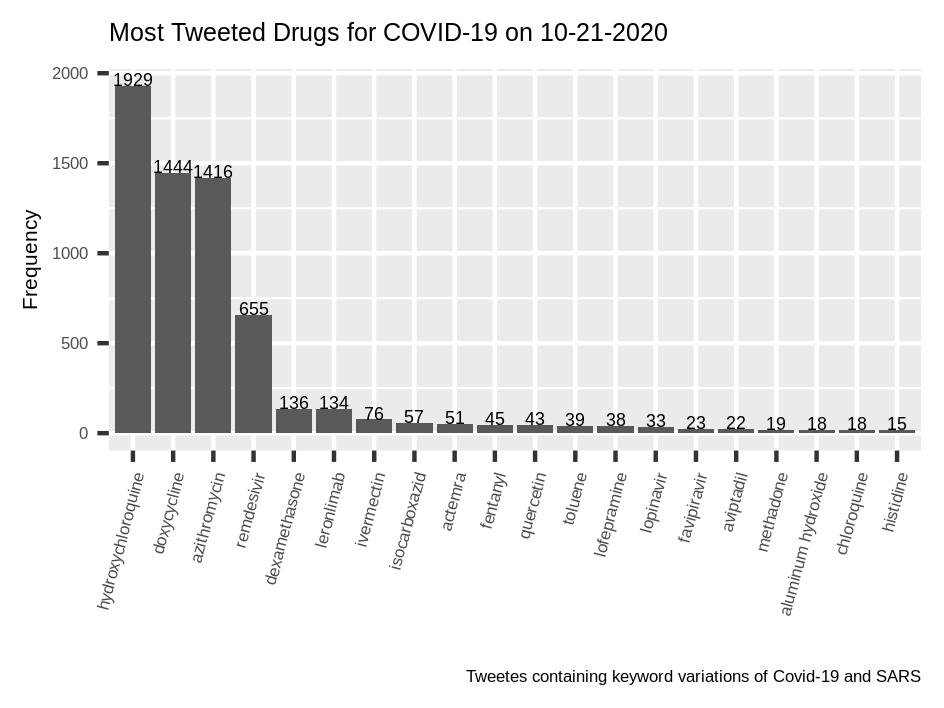 Most Tweeted Drugs for COVID-19 on 10-21-2020
2000
1500
1000
500
0
Frequency
1929
1444
1416
655
136
134
76
57
51
45
43
39
38
33
23
22
19
18
18
15
hydroxychloroquine
doxycycline
azithromycin
remdesivir
dexamethasone
leronlimab
ivermectin
isocarboxazid
actemra
fentanyl
quercetin
toluene
lofepramine
lopinavir
favipiravir
aviptadil
methadone
aluminum hydroxide
chloroquine
histidine
Tweetes containing keyword variations of Covid-19 and SARS